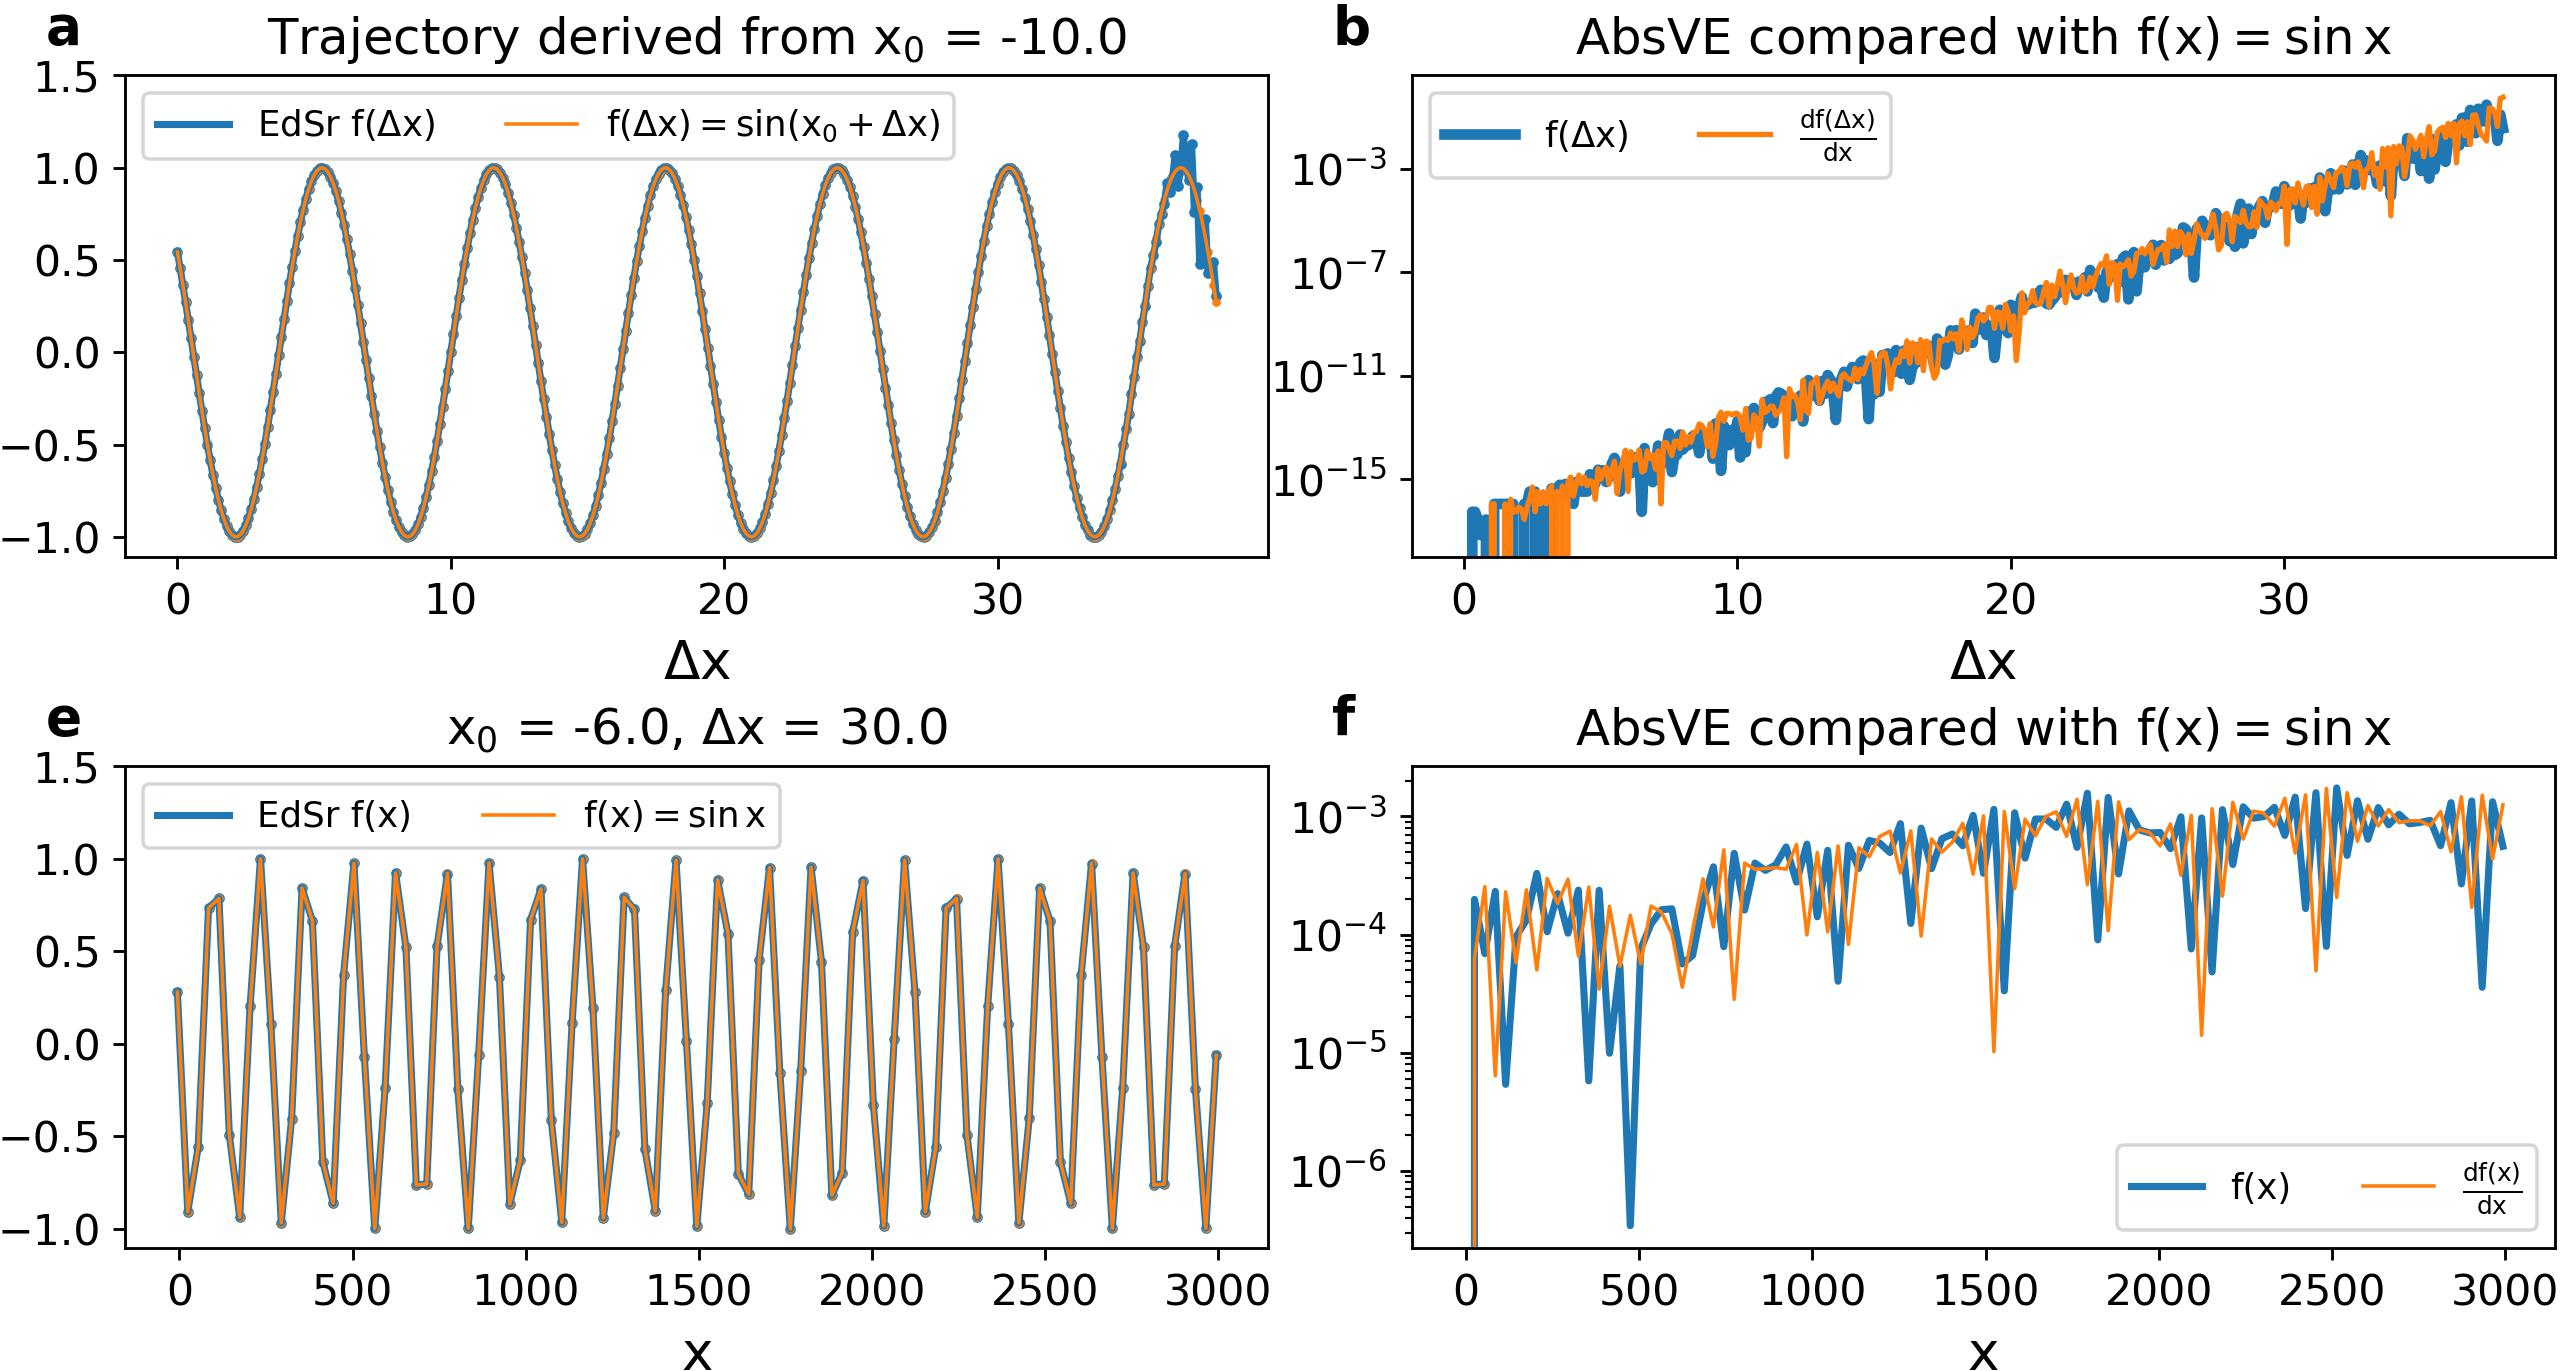 a
Trajectory derived from x₀ = -10.0
EdSr f(Δx)
f(Δx) = sin(x₀ + Δx)
1.5
1.0
0.5
0.0
−0.5
−1.0
0 10 20 30
Δx
b
AbsVE compared with f(x) = sin x
f(Δx)
df(Δx)
dx
10⁻³
10⁻⁷
10⁻¹¹
10⁻¹⁵
0 10 20 30
Δx
e
x₀ = -6.0, Δx = 30.0
EdSr f(x)
f(x) = sin x
1.5
1.0
0.5
0.0
−0.5
−1.0
0 500 1000 1500 2000 2500 3000
x
f
AbsVE compared with f(x) = sin x
10⁻³
10⁻⁴
10⁻⁵
10⁻⁶
f(x)
df(x)
dx
0 500 1000 1500 2000 2500 3000
x